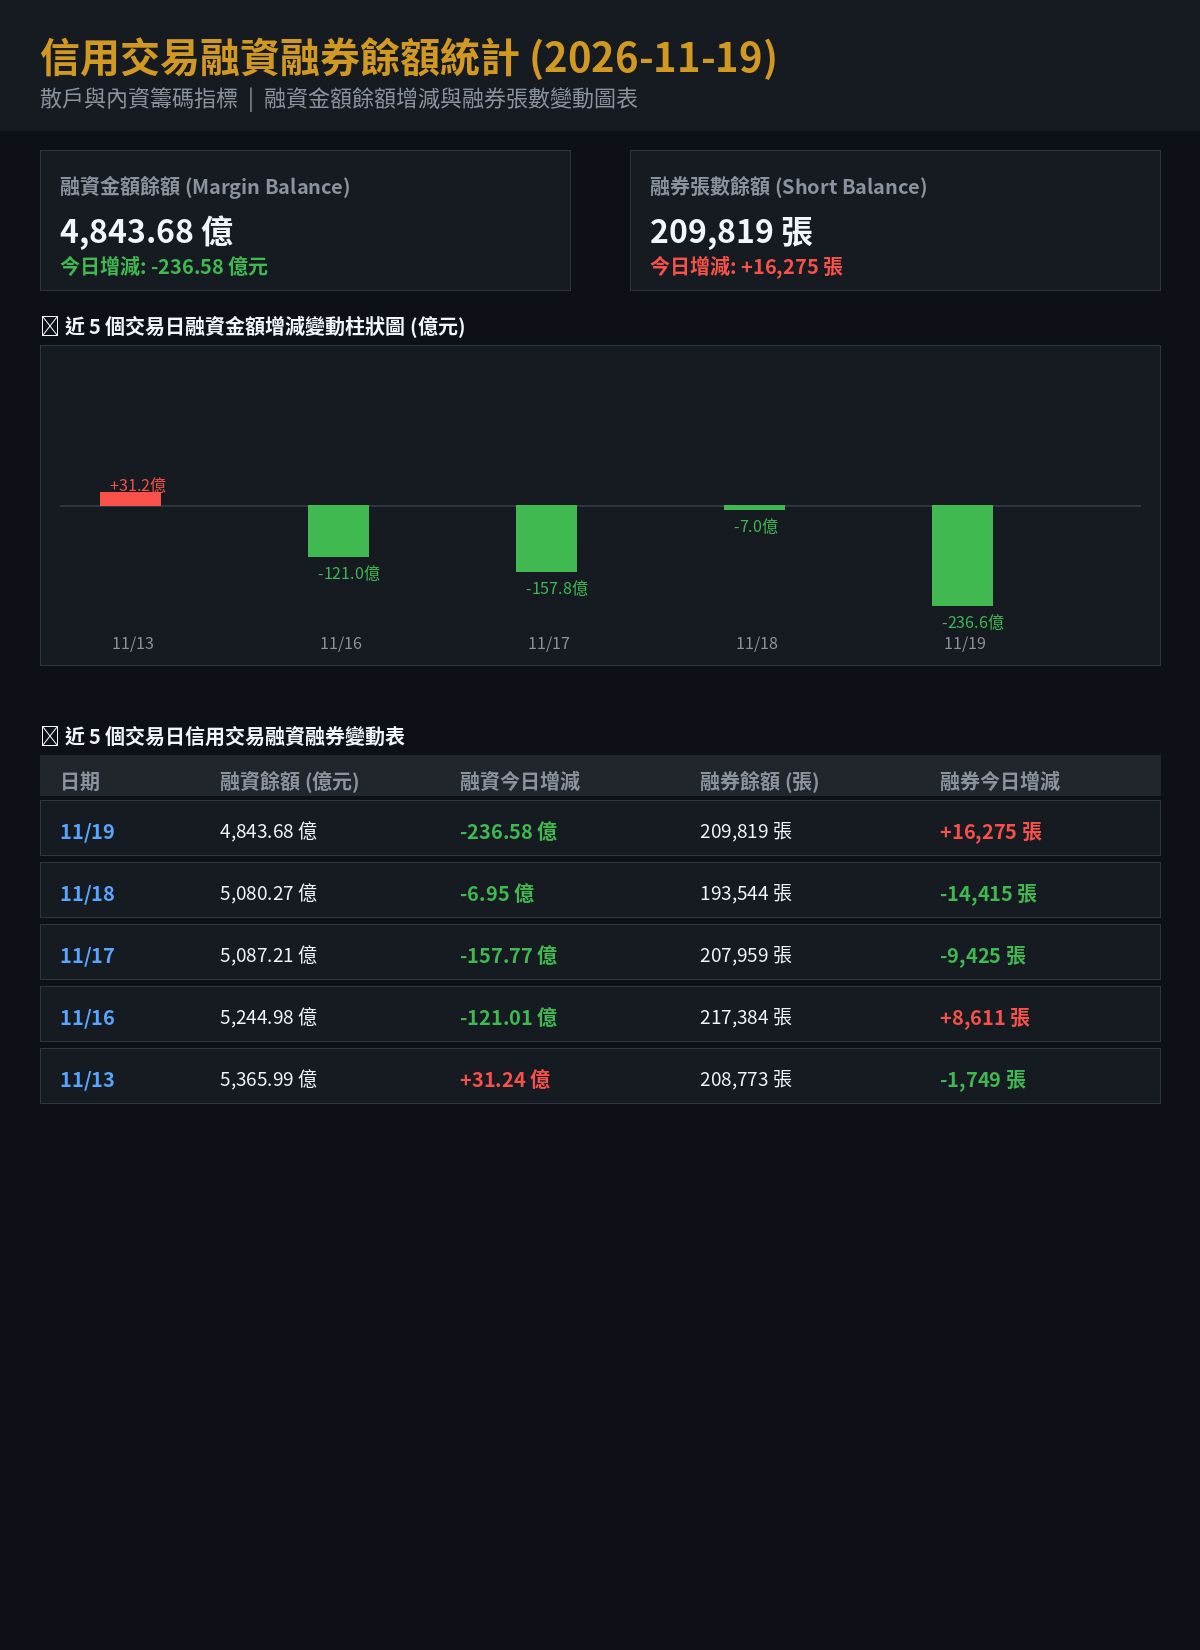 信用交易融資融券餘額統計 (2026-11-19)
散戶與內資籌碼指標 | 融資金額餘額增減與融券張數變動圖表
融資金額餘額 (Margin Balance)
4,843.68 億
今日增減: -236.58 億元
融券張數餘額 (Short Balance)
209,819 張
今日增減: +16,275 張
近 5 個交易日融資金額增減變動柱狀圖 (億元)
+31.2億
-121.0億
-157.8億
-7.0億
-236.6億
11/13 11/16 11/17 11/18 11/19
近 5 個交易日信用交易融資融券變動表
日期 融資餘額 (億元) 融資今日增減 融券餘額 (張) 融券今日增減
11/19 4,843.68 億 -236.58 億 209,819 張 +16,275 張
11/18 5,080.27 億 -6.95 億 193,544 張 -14,415 張
11/17 5,087.21 億 -157.77 億 207,959 張 -9,425 張
11/16 5,244.98 億 -121.01 億 217,384 張 +8,611 張
11/13 5,365.99 億 +31.24 億 208,773 張 -1,749 張